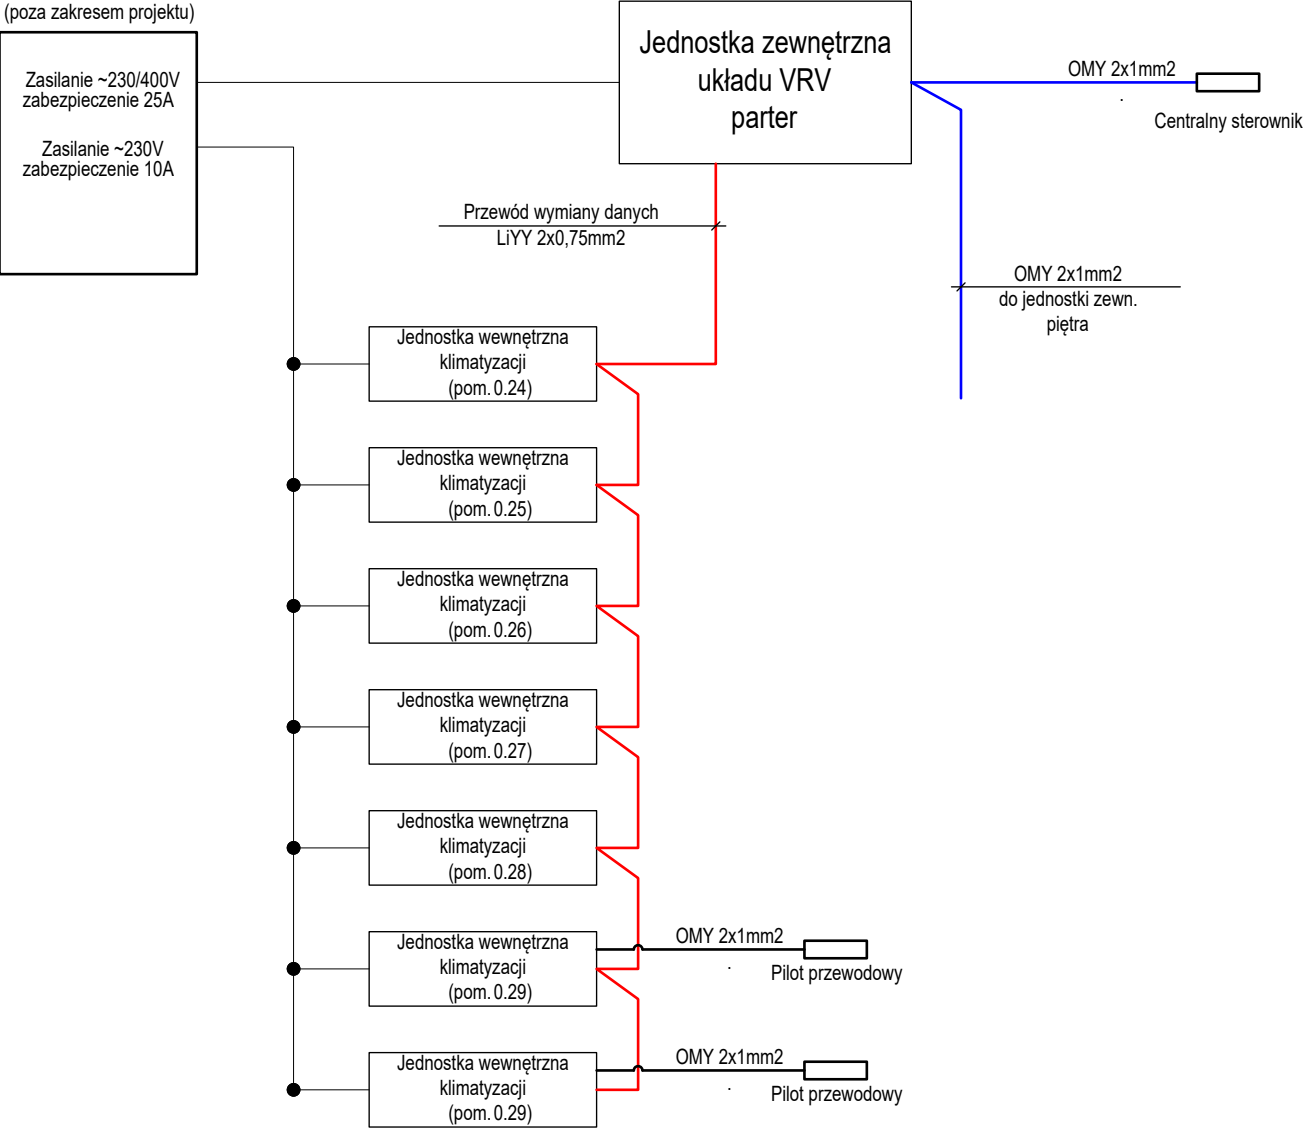 (poza zakresem projektu)
Zasilanie ~230/400V
zabezpieczenie 25A
Zasilanie ~230V
zabezpieczenie 10A
Jednostka zewnętrzna
układu VRV
parter
OMY 2x1mm2
Centralny sterownik
Przewód wymiany danych
LiYY 2x0,75mm2
OMY 2x1mm2
do jednostki zewn.
piętra
Jednostka wewnętrzna
klimatyzacji
(pom. 0.24)
Jednostka wewnętrzna
klimatyzacji
(pom. 0.25)
Jednostka wewnętrzna
klimatyzacji
(pom. 0.26)
Jednostka wewnętrzna
klimatyzacji
(pom. 0.27)
Jednostka wewnętrzna
klimatyzacji
(pom. 0.28)
Jednostka wewnętrzna
klimatyzacji
(pom. 0.29)
OMY 2x1mm2
Pilot przewodowy
Jednostka wewnętrzna
klimatyzacji
(pom. 0.29)
OMY 2x1mm2
Pilot przewodowy